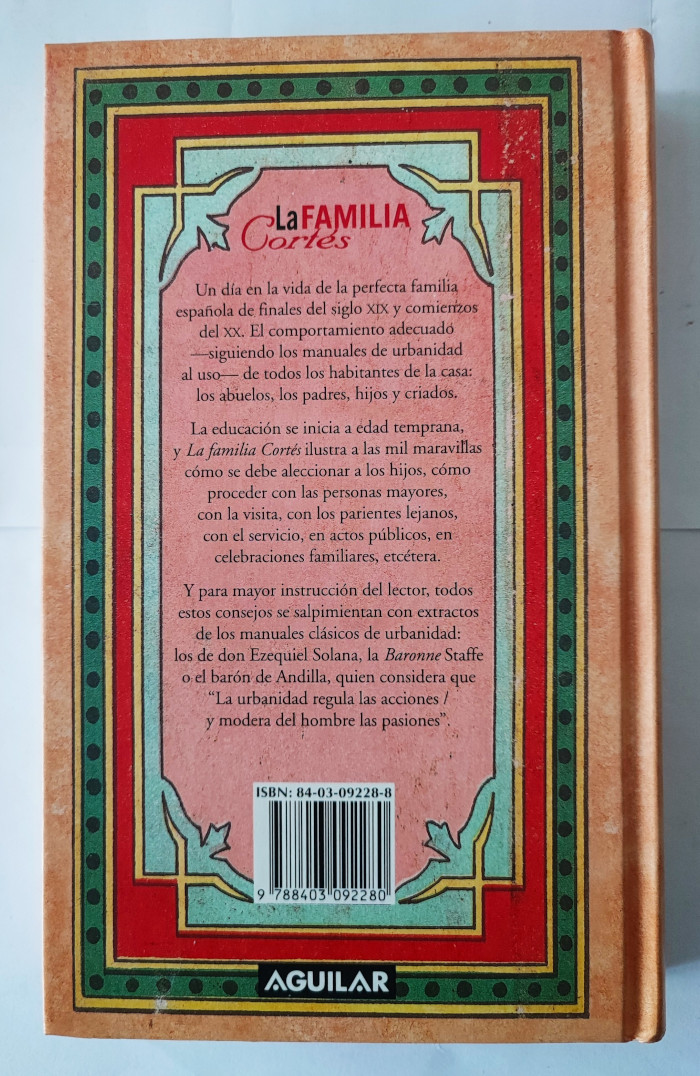 La FAMILIA
Cortés
Un día en la vida de la perfecta familia
española de finales del siglo XIX y comienzos
del XX. El comportamiento adecuado
—siguiendo los manuales de urbanidad
al uso— de todos los habitantes de la casa:
los abuelos, los padres, hijos y criados.
La educación se inicia a edad temprana,
y La familia Cortés ilustra a las mil maravillas
cómo se debe aleccionar a los hijos, cómo
proceder con las personas mayores,
con la visita, con los parientes lejanos,
con el servicio, en actos públicos, en
celebraciones familiares, etcétera.
Y para mayor instrucción del lector, todos
estos consejos se salpimientan con extractos
de los manuales clásicos de urbanidad:
los de don Ezequiel Solana, la Baronne Staffe
o el barón de Andilla, quien considera que
“La urbanidad regula las acciones /
y modera del hombre las pasiones”.
ISBN: 84-03-09228-8
9 788403 092280
AGUILAR